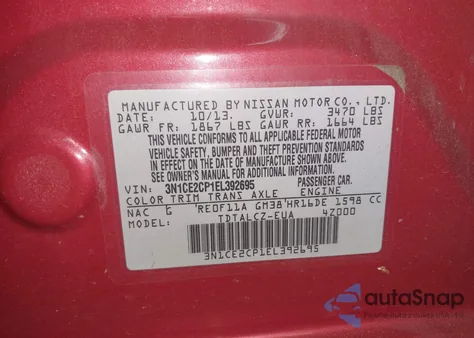 MANUFACTURED BY NISSAN MOTOR CO., LTD.
DATE: 10/13. GVWR: 3470 LBS
GAWR FR: 1867 LBS GAWR RR: 1664 LBS
THIS VEHICLE CONFORMS TO ALL APPLICABLE FEDERAL MOTOR
VEHICLE SAFETY, BUMPER AND THEFT PREVENTION STANDARDS
IN EFFECT ON THE DATE OF MANUFACTURE SHOWN ABOVE.
SEE OWNER'S MANUAL FOR ADDITIONAL INFORMATION.
VIN: 3N1CE2CP1EL392695 PASSENGER CAR.
COLOR TRIM TRANS AXLE ENGINE
NAC G RE0F11A GM38 HR16DE 1598 CC
MODEL: TDTALCZ-EUA 4Z000
3N1CE2CP1EL392695
autoSnap